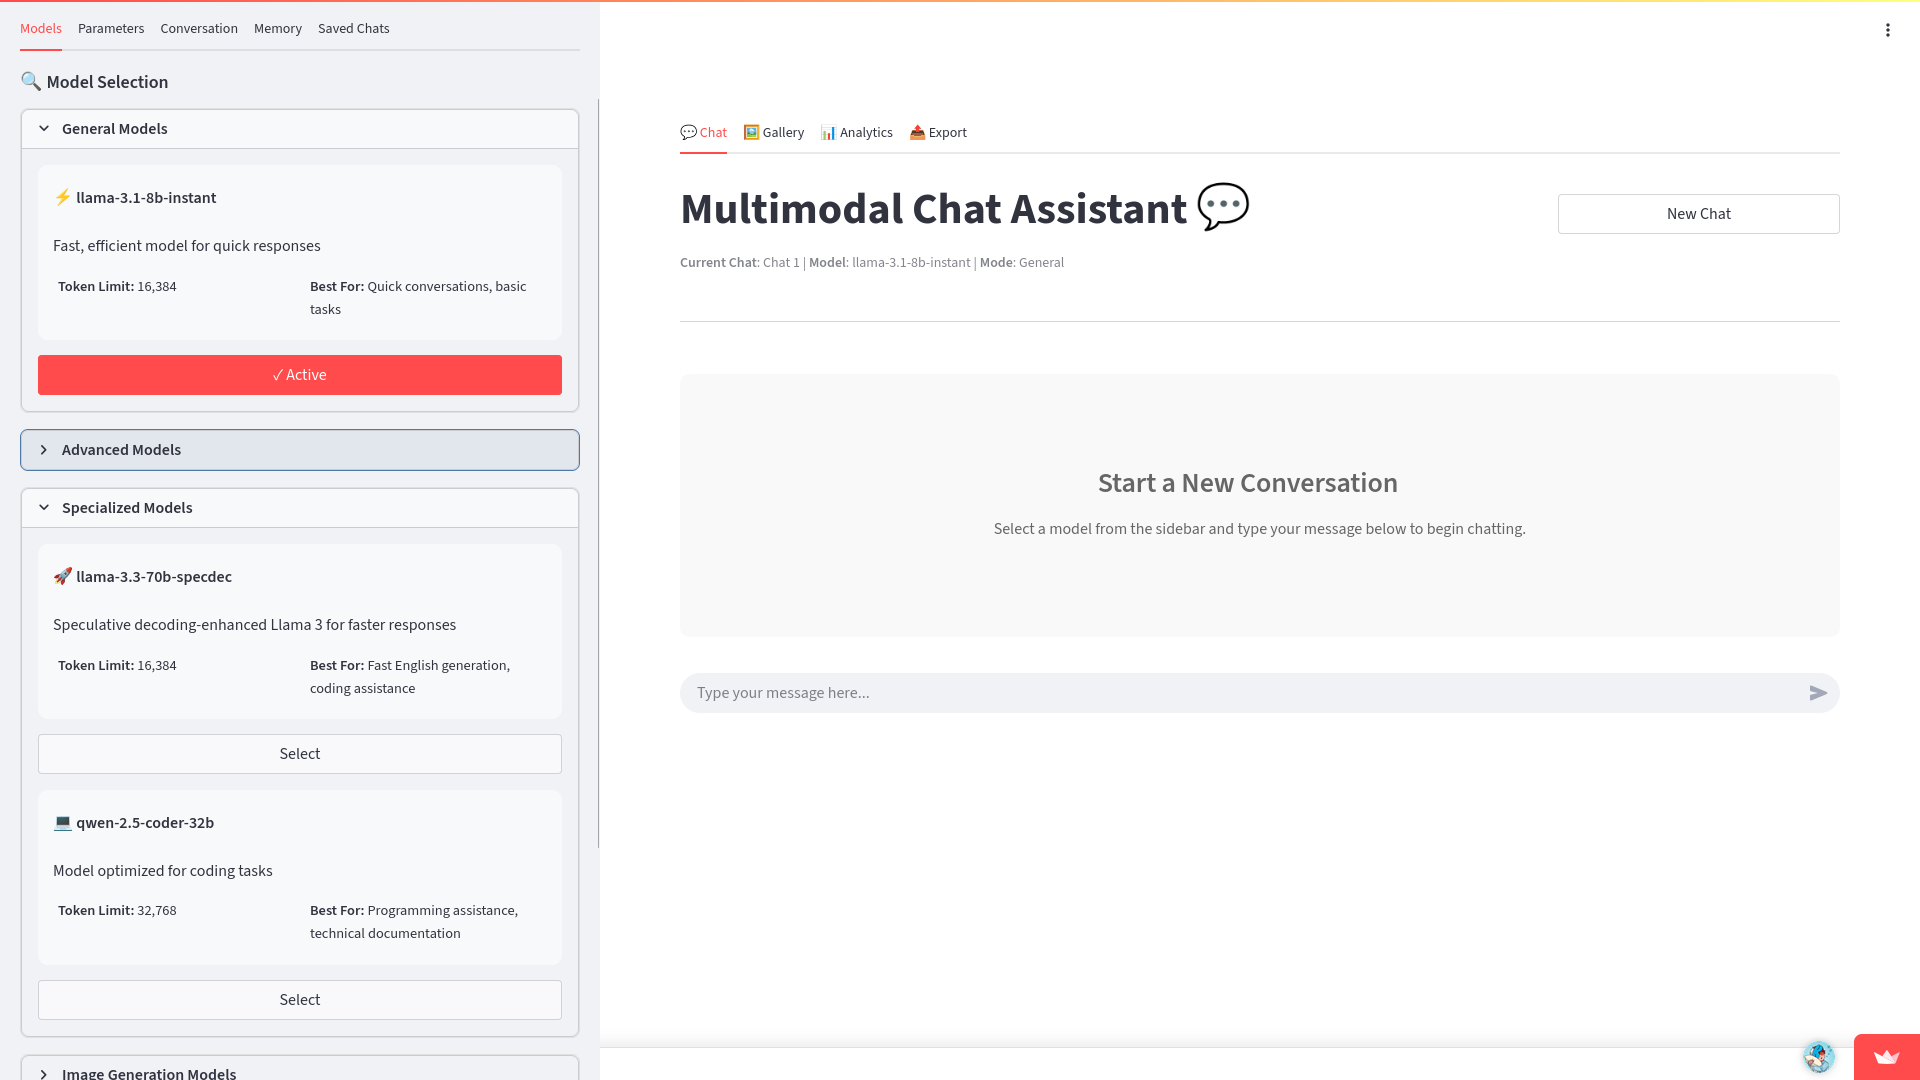 Models Parameters Conversation Memory Saved Chats
🔍 Model Selection
General Models
⚡ llama-3.1-8b-instant
Fast, efficient model for quick responses
Token Limit: 16,384
Best For: Quick conversations, basic
tasks
✓ Active
Advanced Models
Specialized Models
🚀 llama-3.3-70b-specdec
Speculative decoding-enhanced Llama 3 for faster responses
Token Limit: 16,384
Best For: Fast English generation,
coding assistance
Select
💻 qwen-2.5-coder-32b
Model optimized for coding tasks
Token Limit: 32,768
Best For: Programming assistance,
technical documentation
Select
Image Generation Models
💬 Chat 🖼️ Gallery 📊 Analytics 📤 Export
Multimodal Chat Assistant 💬
New Chat
Current Chat: Chat 1 | Model: llama-3.1-8b-instant | Mode: General
Start a New Conversation
Select a model from the sidebar and type your message below to begin chatting.
Type your message here...